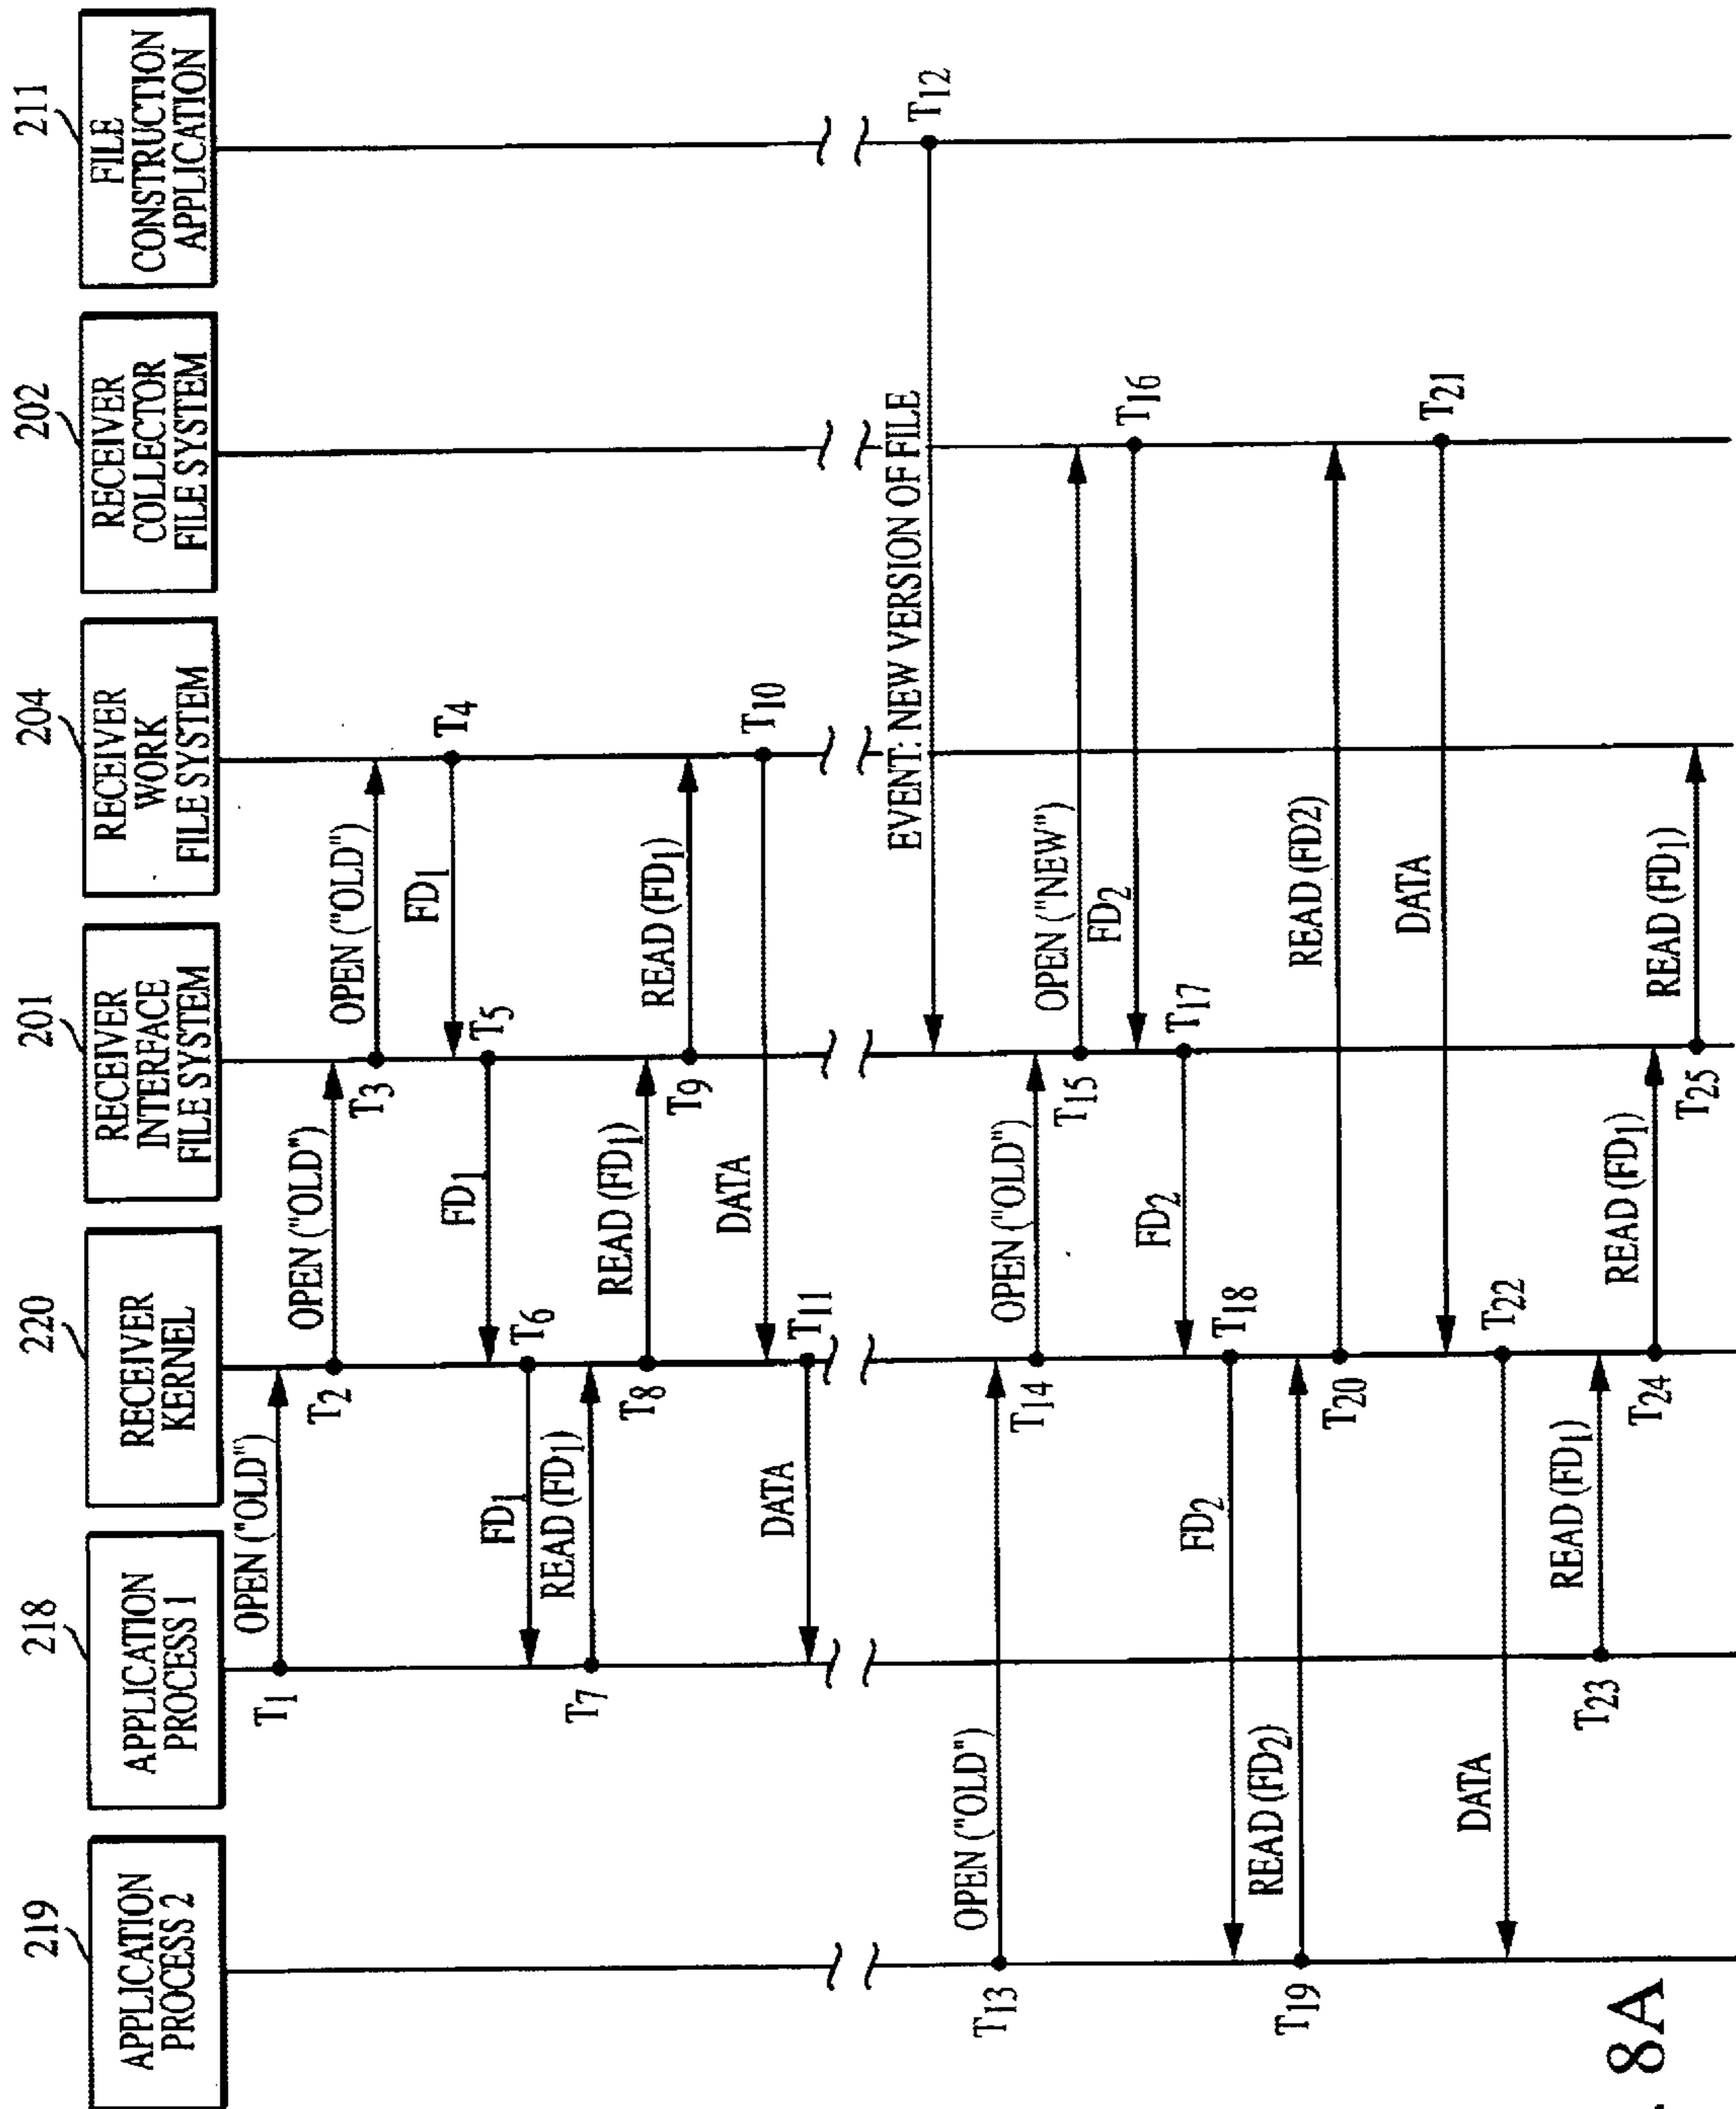 219
APPLICATION
PROCESS 2
218
APPLICATION
PROCESS 1
220
RECEIVER
KERNEL
201
RECEIVER
INTERFACE
FILE SYSTEM
204
RECEIVER
WORK
FILE SYSTEM
202
RECEIVER
COLLECTOR
FILE SYSTEM
211
FILE
CONSTRUCTION
APPLICATION
T1
OPEN ("OLD")
T2
OPEN ("OLD")
T3
OPEN ("OLD")
T4
FD1
T5
FD1
T6
FD1
T7
READ (FD1)
T8
READ (FD1)
T9
READ (FD1)
T10
DATA
T11
DATA
T12
EVENT: NEW VERSION OF FILE
T13
OPEN ("OLD")
T14
OPEN ("OLD")
T15
OPEN ("NEW")
T16
FD2
T17
FD2
T18
FD2
T19
READ (FD2)
T20
READ (FD2)
T21
DATA
T22
DATA
T23
READ (FD1)
T24
READ (FD1)
T25
READ (FD1)
8A